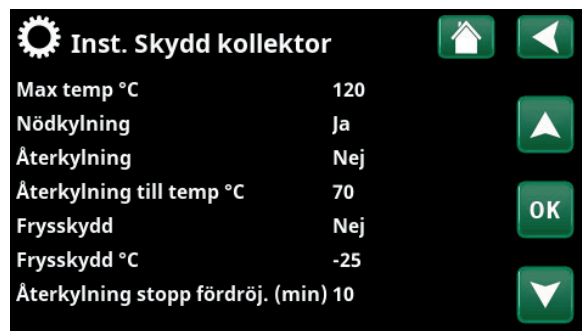 Inst. Skydd kollektor
Max temp °C 120
Nödkylning Ja
Återkylning Nej
Återkylning till temp °C 70
Frysskydd Nej
Frysskydd °C -25
Återkylning stopp fördröj. (min) 10
OK